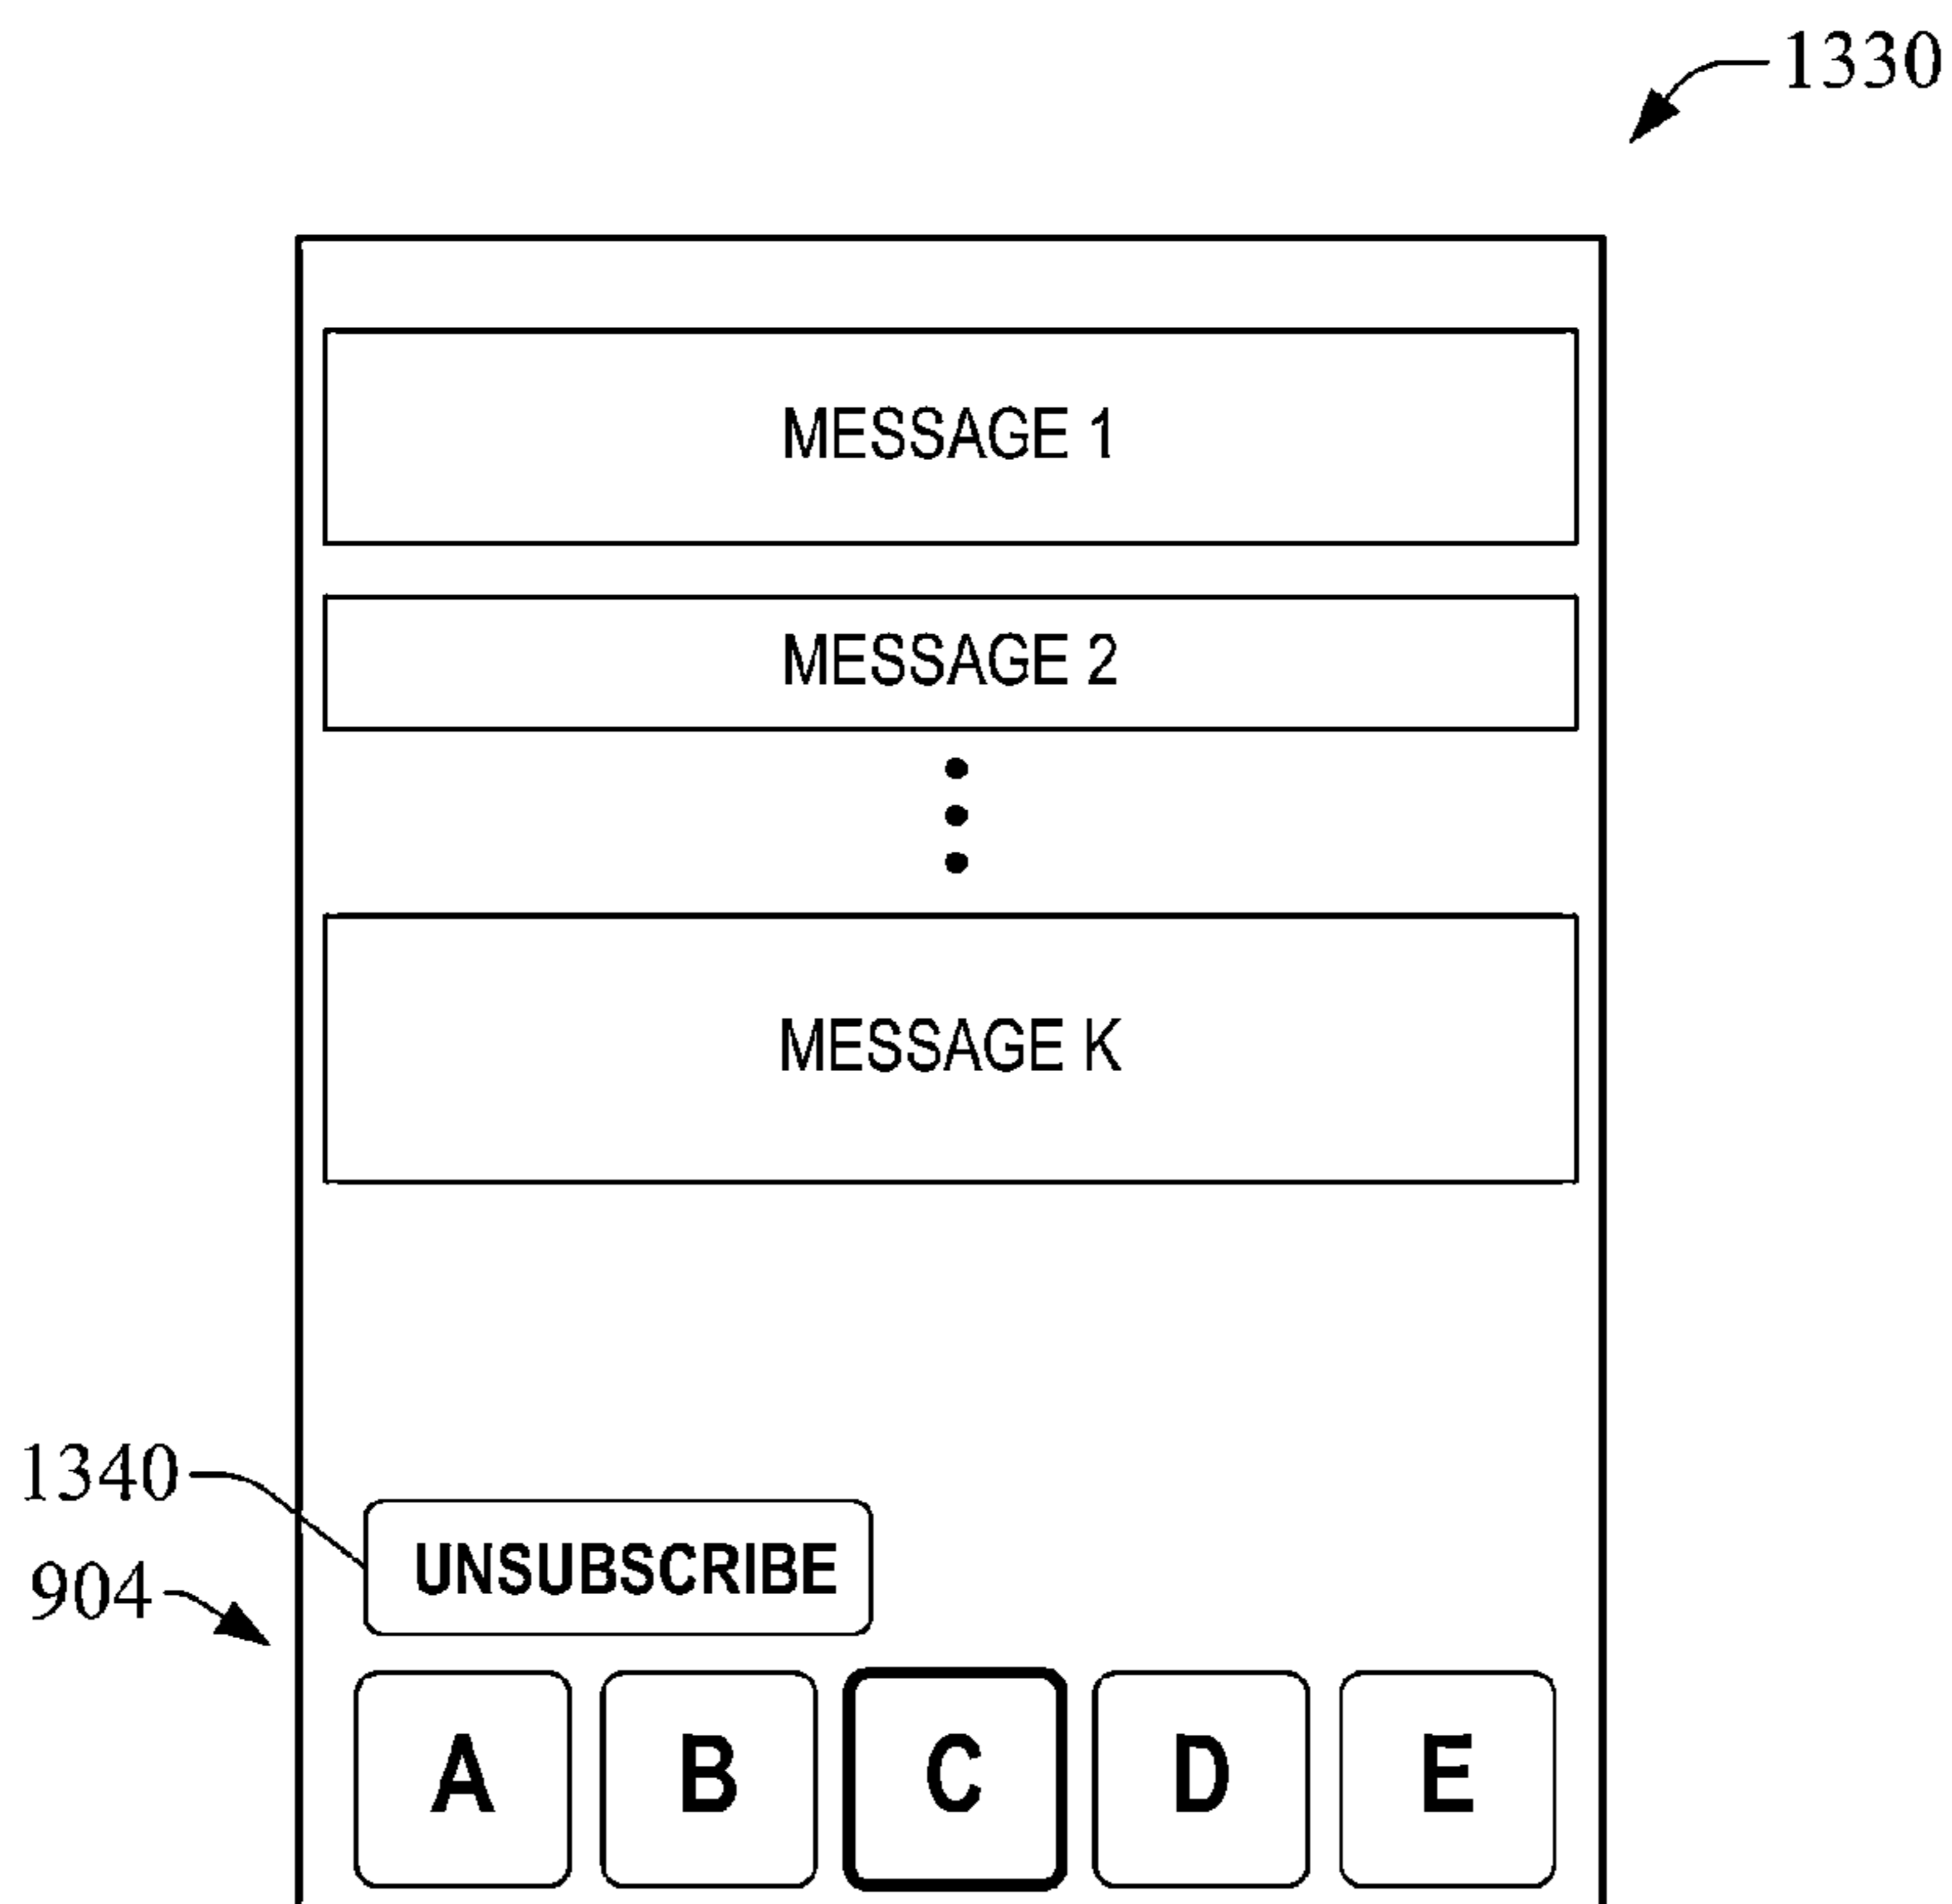 1330
MESSAGE 1
MESSAGE 2
MESSAGE K
1340
UNSUBSCRIBE
904
A B C D E